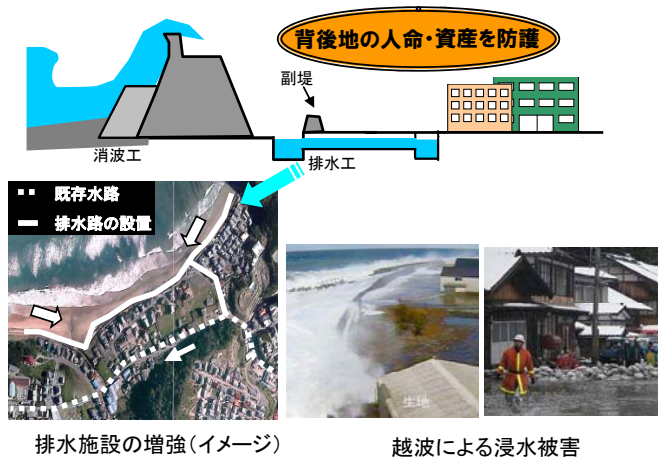 背後地の人命・資産を防護
副堤
消波工
排水工
既存水路
排水路の設置
生地
排水施設の増強(イメージ)
越波による浸水被害